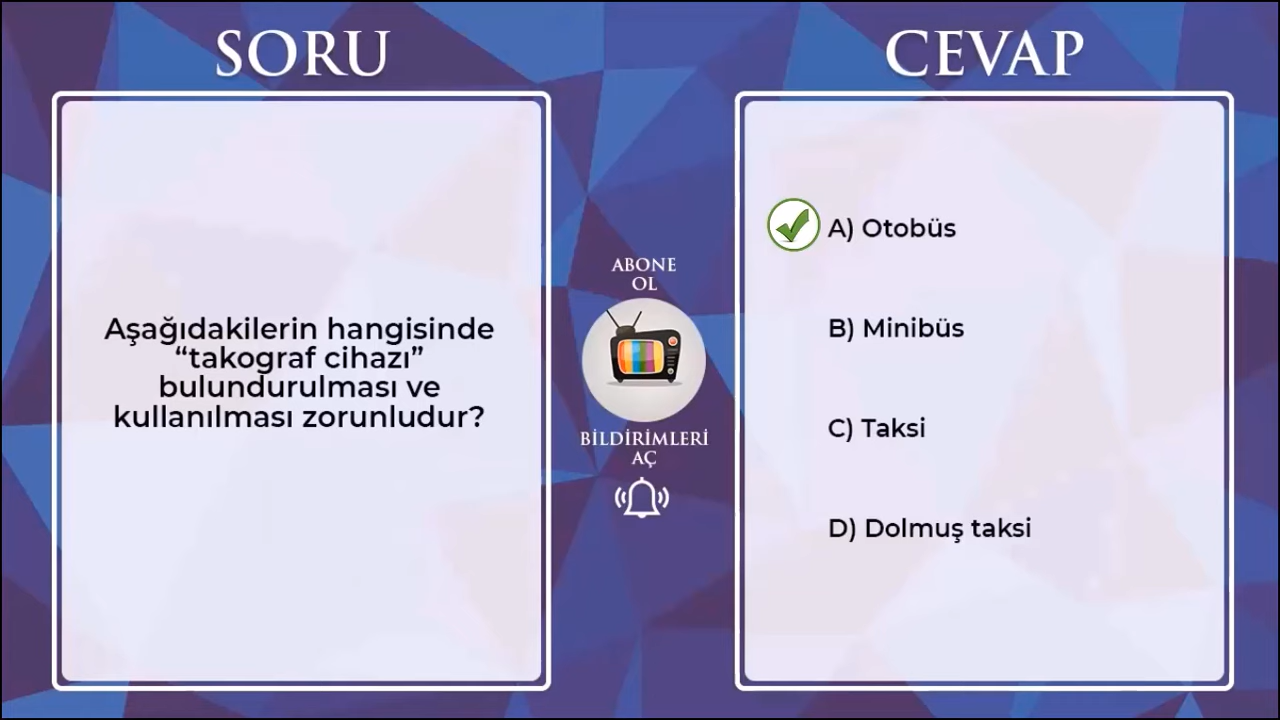 SORU
Aşağıdakilerin hangisinde
“takograf cihazı”
bulundurulması ve
kullanılması zorunludur?
ABONE
OL
BİLDİRİMLERİ
AÇ
CEVAP
A) Otobüs
B) Minibüs
C) Taksi
D) Dolmuş taksi